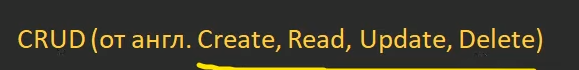 CRUD (от англ. Create, Read, Update, Delete)